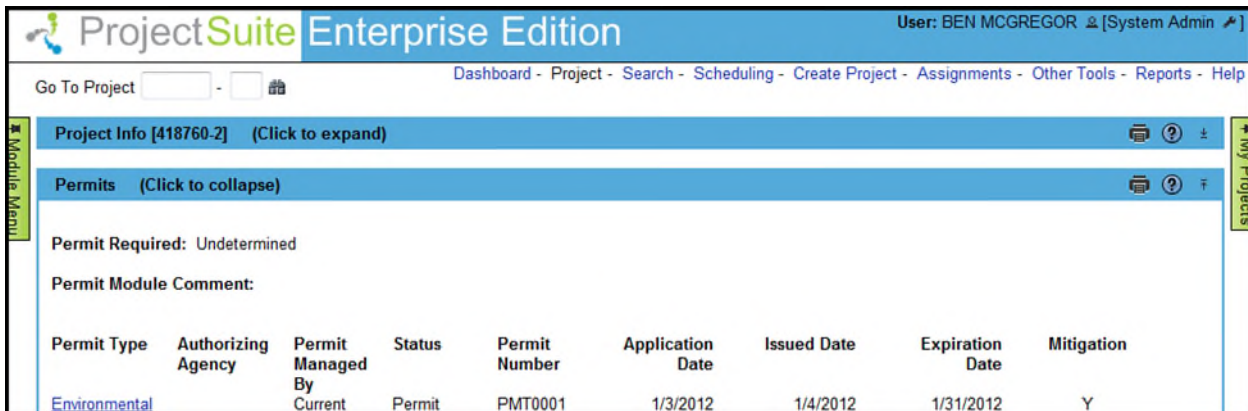 ProjectSuite Enterprise Edition
User: BEN MCGREGOR [System Admin ]
Go To Project -
Dashboard - Project - Search - Scheduling - Create Project - Assignments - Other Tools - Reports - Help
Module Menu
Project Info [418760-2] (Click to expand)
My Projects
Permits (Click to collapse)
Permit Required: Undetermined
Permit Module Comment:
Permit Type Authorizing Agency Permit Managed By Status Permit Number Application Date Issued Date Expiration Date Mitigation
Environmental Current Permit PMT0001 1/3/2012 1/4/2012 1/31/2012 Y